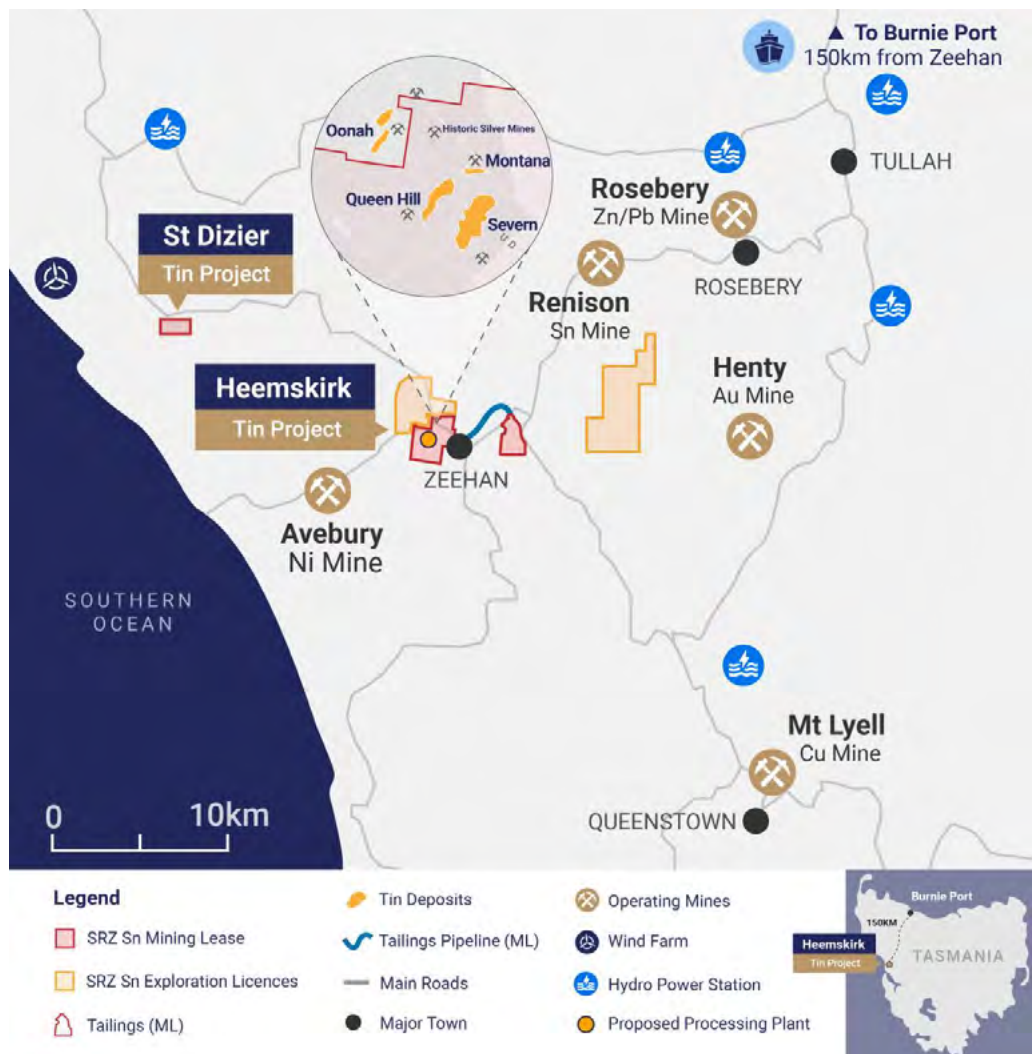 ▲ To Burnie Port
150km from Zeehan
Oonah
Historic Silver Mines
Montana
Queen Hill
Severn
U D
TULLAH
Rosebery
Zn/Pb Mine
ROSEBERY
St Dizier
Tin Project
Renison
Sn Mine
Heemskirk
Tin Project
Henty
Au Mine
ZEEHAN
Avebury
Ni Mine
SOUTHERN
OCEAN
Mt Lyell
Cu Mine
QUEENSTOWN
0 10km
Legend
SRZ Sn Mining Lease
SRZ Sn Exploration Licences
Tailings (ML)
Tin Deposits
Tailings Pipeline (ML)
Main Roads
Major Town
Operating Mines
Wind Farm
Hydro Power Station
Proposed Processing Plant
Burnie Port
150KM
Heemskirk
Tin Project
TASMANIA